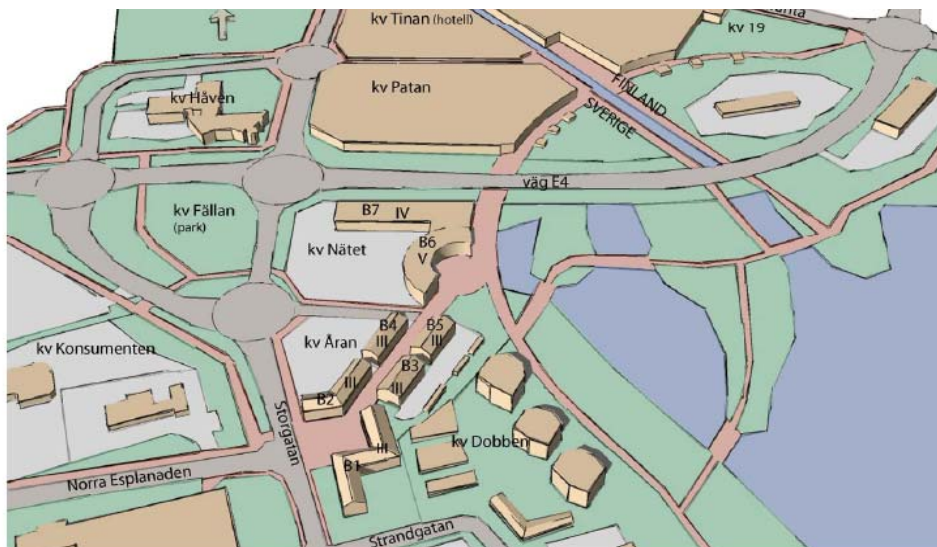 kv Tinan (hotell)
kv 19
kv Patan
FINLAND
SVERIGE
kv Håven
väg E4
kv Fällan
(park)
B7 IV
B6
V
kv Nätet
B4
III
B5
III
kv Åran
B3
III
III
B2
kv Konsumenten
Storgatan
III
B1
kv Dobben
Norra Esplanaden
Strandgatan